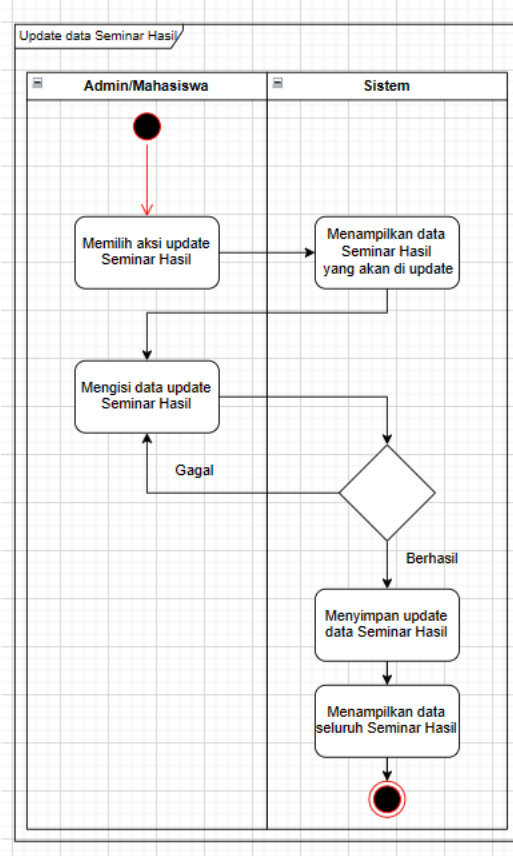 Update data Seminar Hasil
Admin/Mahasiswa
Sistem
Memilih aksi update
Seminar Hasil
Menampilkan data
Seminar Hasil
yang akan di update
Mengisi data update
Seminar Hasil
Gagal
Berhasil
Menyimpan update
data Seminar Hasil
Menampilkan data
seluruh Seminar Hasil